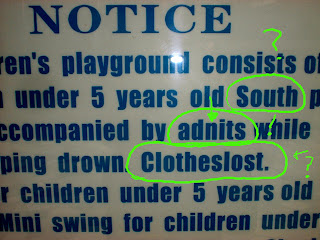 NOTICE
ren's playground consists of
under 5 years old South p
ccompanied by adnits while
ping drown. Clotheslost.
r children under 5 years old
Mini swing for children under
?
!
?